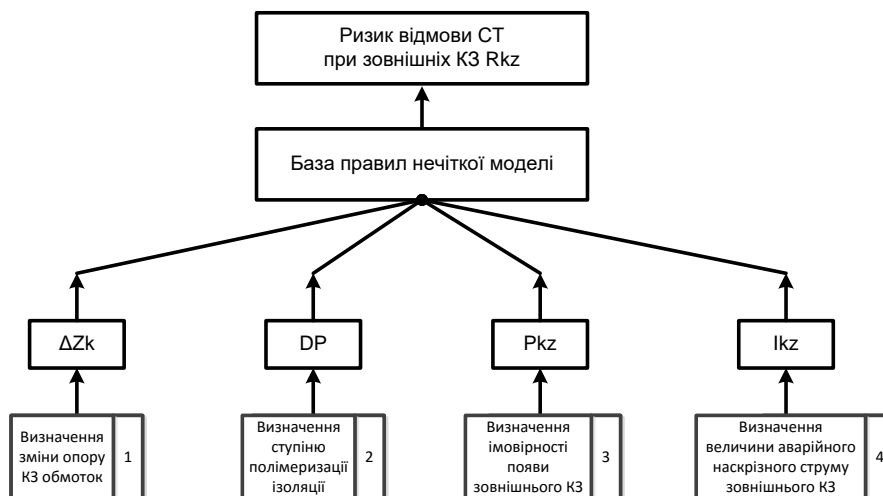 Ризик відмови СТ
при зовнішніх КЗ Rkz
База правил нечіткої моделі
ΔZk
DP
Pkz
Ikz
Визначення
зміни опору
КЗ обмоток
1
Визначення
ступіню
полімеризації
ізоляції
2
Визначення
імовірності
появи
зовнішнього КЗ
3
Визначення
величини аварійного
наскрізного струму
зовнішнього КЗ
4